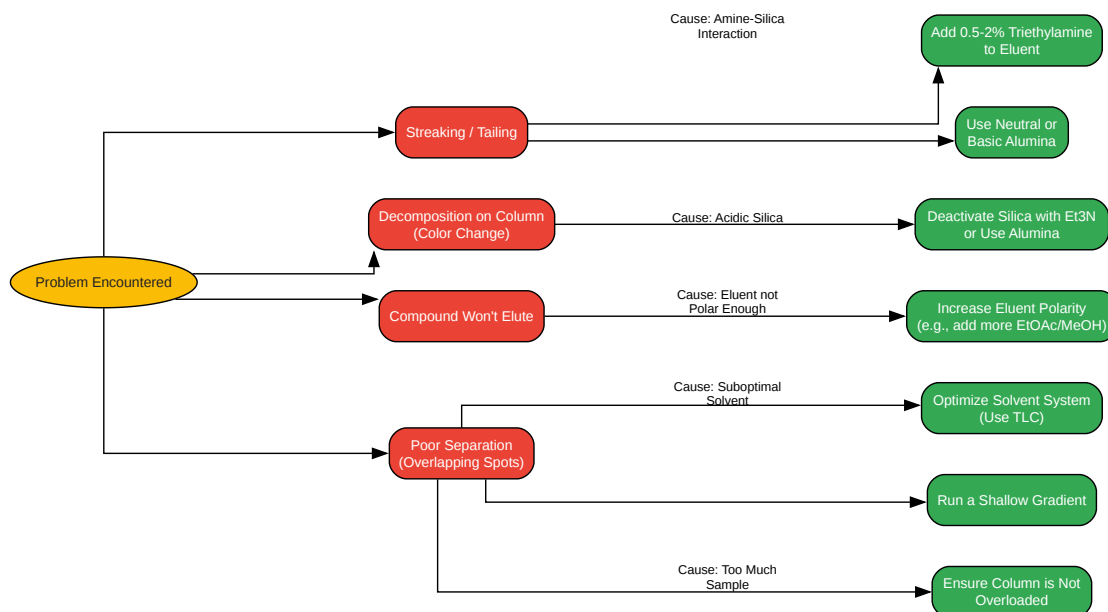 Cause: Amine-Silica
Interaction
Add 0.5-2% Triethylamine
to Eluent
Streaking / Tailing
Use Neutral or
Basic Alumina
Decomposition on Column
(Color Change)
Cause: Acidic Silica
Deactivate Silica with Et3N
or Use Alumina
Problem Encountered
Compound Won't Elute
Cause: Eluent not
Polar Enough
Increase Eluent Polarity
(e.g., add more EtOAc/MeOH)
Cause: Suboptimal
Solvent
Optimize Solvent System
(Use TLC)
Poor Separation
(Overlapping Spots)
Run a Shallow Gradient
Cause: Too Much
Sample
Ensure Column is Not
Overloaded